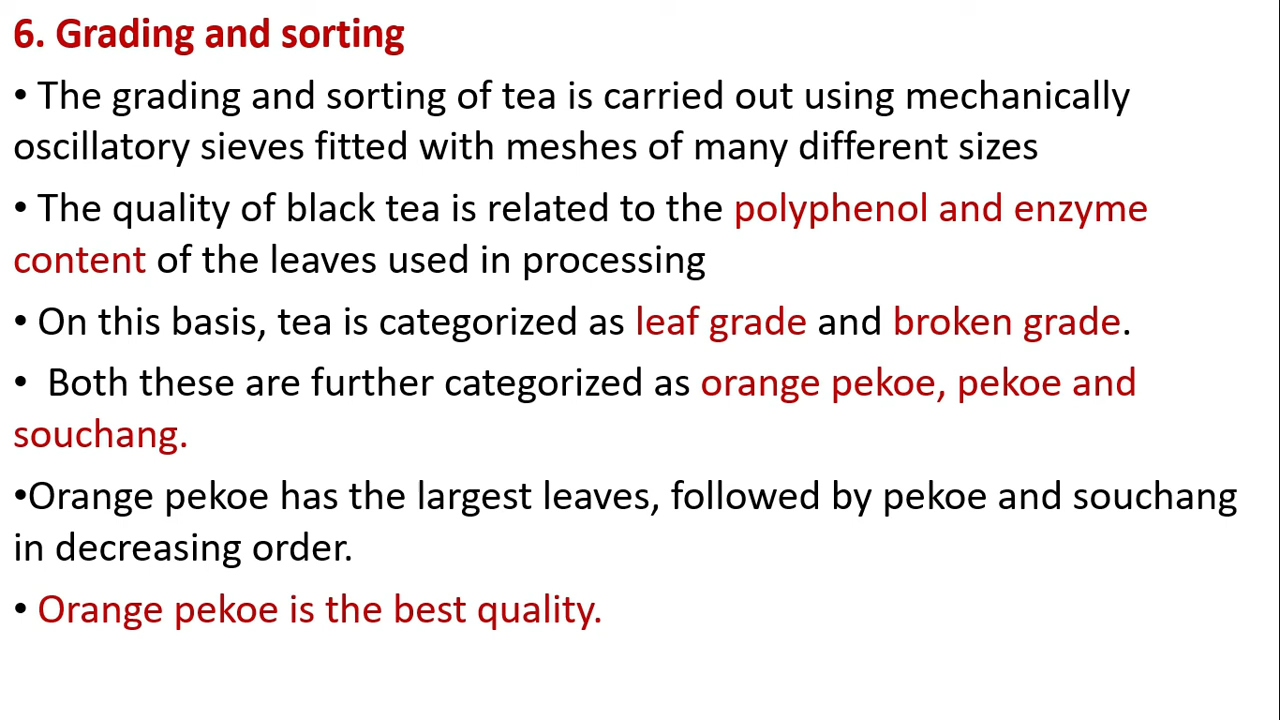 6. Grading and sorting
• The grading and sorting of tea is carried out using mechanically
oscillatory sieves fitted with meshes of many different sizes
• The quality of black tea is related to the polyphenol and enzyme
content of the leaves used in processing
• On this basis, tea is categorized as leaf grade and broken grade.
•  Both these are further categorized as orange pekoe, pekoe and
souchang.
•Orange pekoe has the largest leaves, followed by pekoe and souchang
in decreasing order.
• Orange pekoe is the best quality.